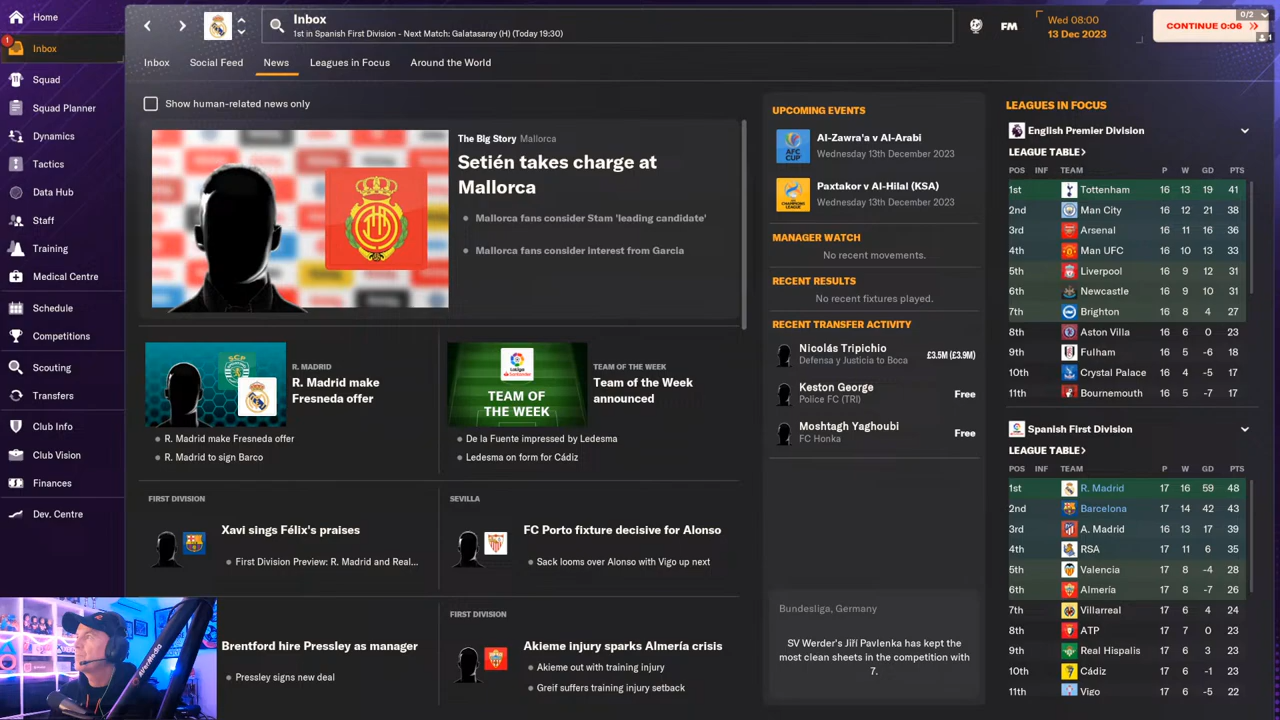 Home
Inbox
1
Squad
Squad Planner
Dynamics
Tactics
Data Hub
Staff
Training
Medical Centre
Schedule
Competitions
Scouting
Transfers
Club Info
Club Vision
Finances
Dev. Centre
Inbox
1st in Spanish First Division - Next Match: Galatasaray (H) (Today
FM
Wed 08:00
13 Dec 2023
CONTINUE 0:06
0/2
1
Inbox
Social Feed
News
Leagues in Focus
Around the World
Show human-related news only
The Big Story Mallorca
Setién takes charge at
Mallorca
Mallorca fans consider Stam 'leading candidate'
Mallorca fans consider interest from Garcia
R. MADRID
R. Madrid make
Fresneda offer
R. Madrid make Fresneda offer
R. Madrid to sign Barco
SCP
LaLiga
Santander
TEAM OF
THE WEEK
TEAM OF THE WEEK
Team of the Week
announced
De la Fuente impressed by Ledesma
Ledesma on form for Cádiz
FIRST DIVISION
Xavi sings Félix's praises
First Division Preview: R. Madrid and Real...
SEVILLA
FC Porto fixture decisive for Alonso
Sack looms over Alonso with Vigo up next
Brentford hire Pressley as manager
Pressley signs new deal
FIRST DIVISION
Akieme injury sparks Almería crisis
Akieme out with training injury
Greif suffers training injury setback
UPCOMING EVENTS
AFC
CUP
Al-Zawra'a v Al-Arabi
Wednesday 13th December 2023
Paxtakor v Al-Hilal (KSA)
Wednesday 13th December 2023
MANAGER WATCH
No recent movements.
RECENT RESULTS
No recent fixtures played.
RECENT TRANSFER ACTIVITY
Nicolás Tripichio
Defensa y Justicia to Boca
£3.5M (£3.9M)
Keston George
Police FC (TRI)
Free
Moshtagh Yaghoubi
FC Honka
Free
Bundesliga, Germany
SV Werder's Jiří Pavlenka has kept the
most clean sheets in the competition with
7.
LEAGUES IN FOCUS
English Premier Division
LEAGUE TABLE>
POS INF TEAM P W GD PTS
1st Tottenham 16 13 19 41
2nd Man City 16 12 21 38
3rd Arsenal 16 11 16 36
4th Man UFC 16 10 13 33
5th Liverpool 16 9 12 31
6th Newcastle 16 9 10 31
7th Brighton 16 8 4 27
8th Aston Villa 16 6 0 23
9th Fulham 16 5 -6 18
10th Crystal Palace 16 4 -5 17
11th Bournemouth 16 5 -7 17
Spanish First Division
LEAGUE TABLE>
POS INF TEAM P W GD PTS
1st R. Madrid 17 16 59 48
2nd Barcelona 17 14 42 43
3rd A. Madrid 16 13 17 39
4th RSA 17 11 6 35
5th Valencia 17 8 -4 28
6th Almería 17 8 -7 26
7th Villarreal 17 6 4 24
8th ATP 17 7 0 23
9th Real Hispalis 17 6 3 23
10th Cádiz 17 6 -1 23
11th Vigo 17 6 -5 22
AVerMedia